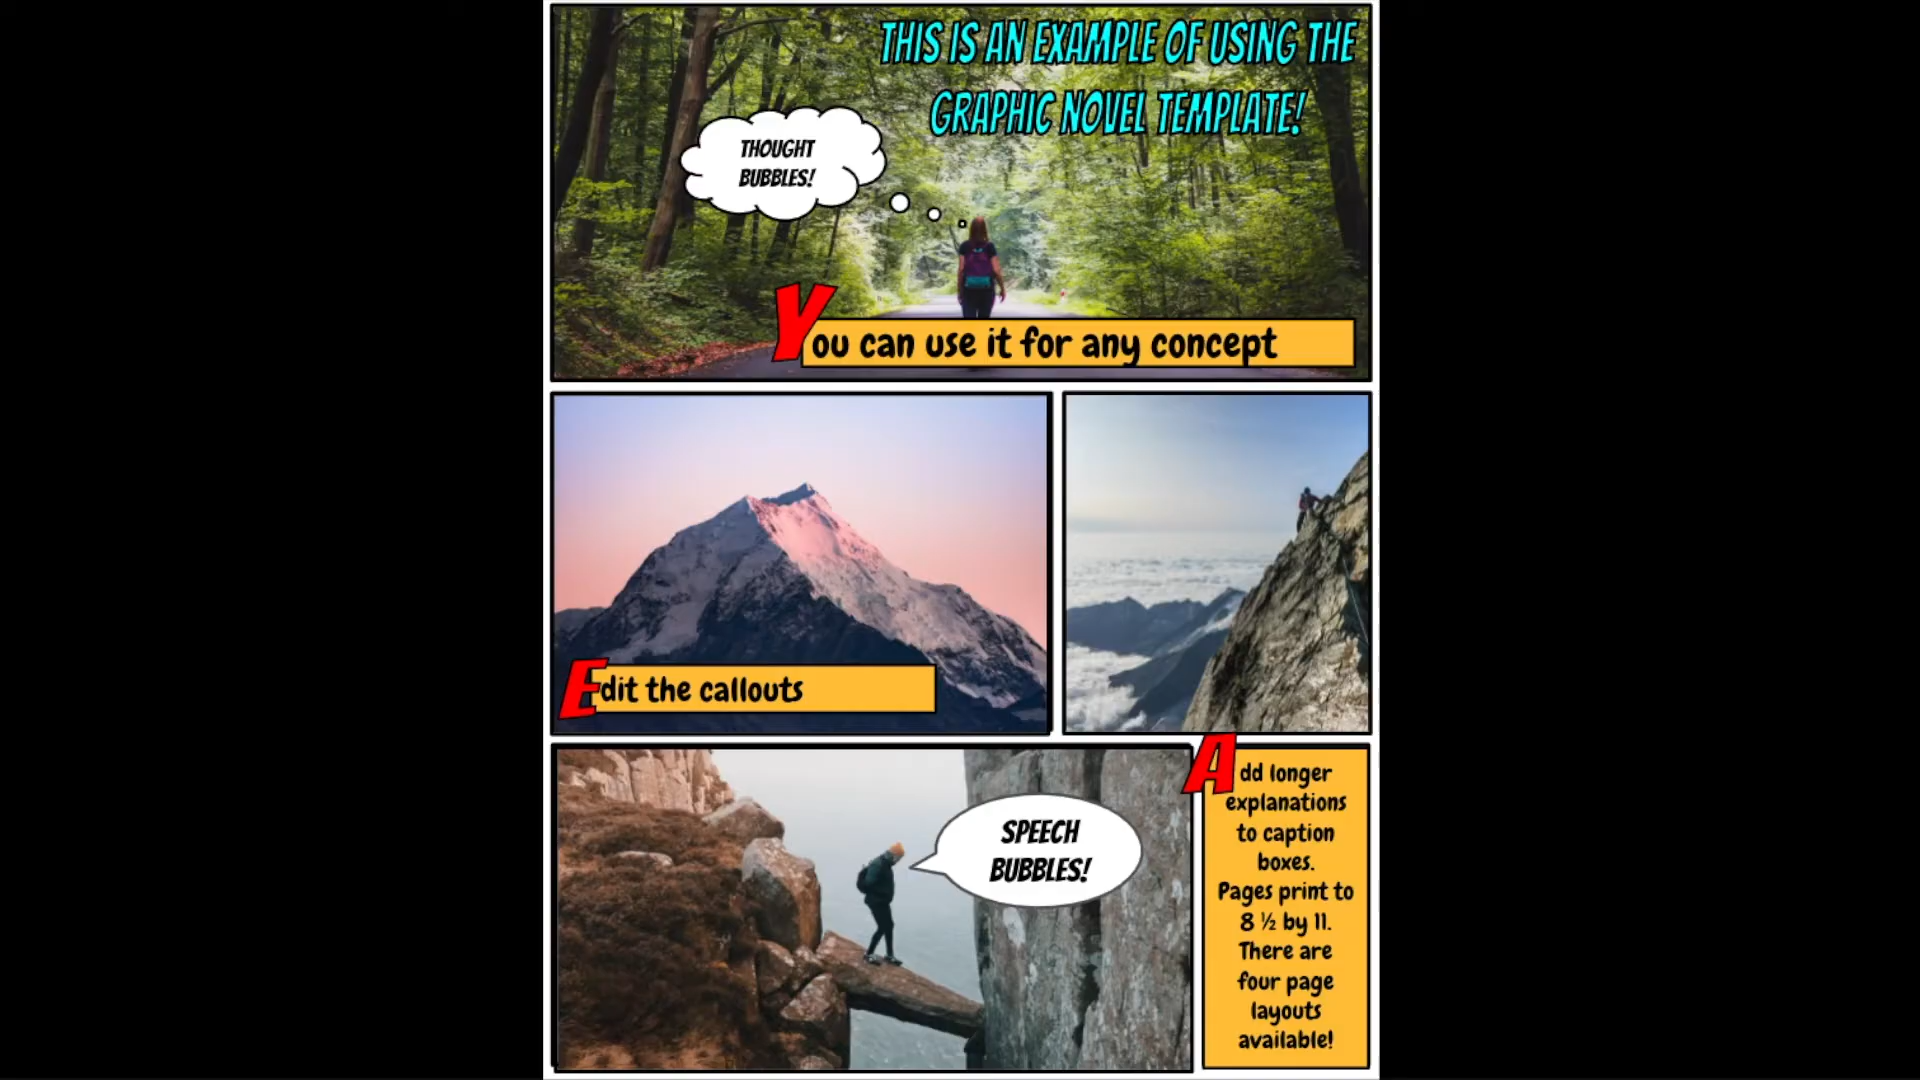 THIS IS AN EXAMPLE OF USING THE
GRAPHIC NOVEL TEMPLATE!
THOUGHT
BUBBLES!
You can use it for any concept
Edit the callouts
SPEECH
BUBBLES!
Add longer
explanations
to caption
boxes.
Pages print to
8 ½ by 11.
There are
four page
layouts
available!